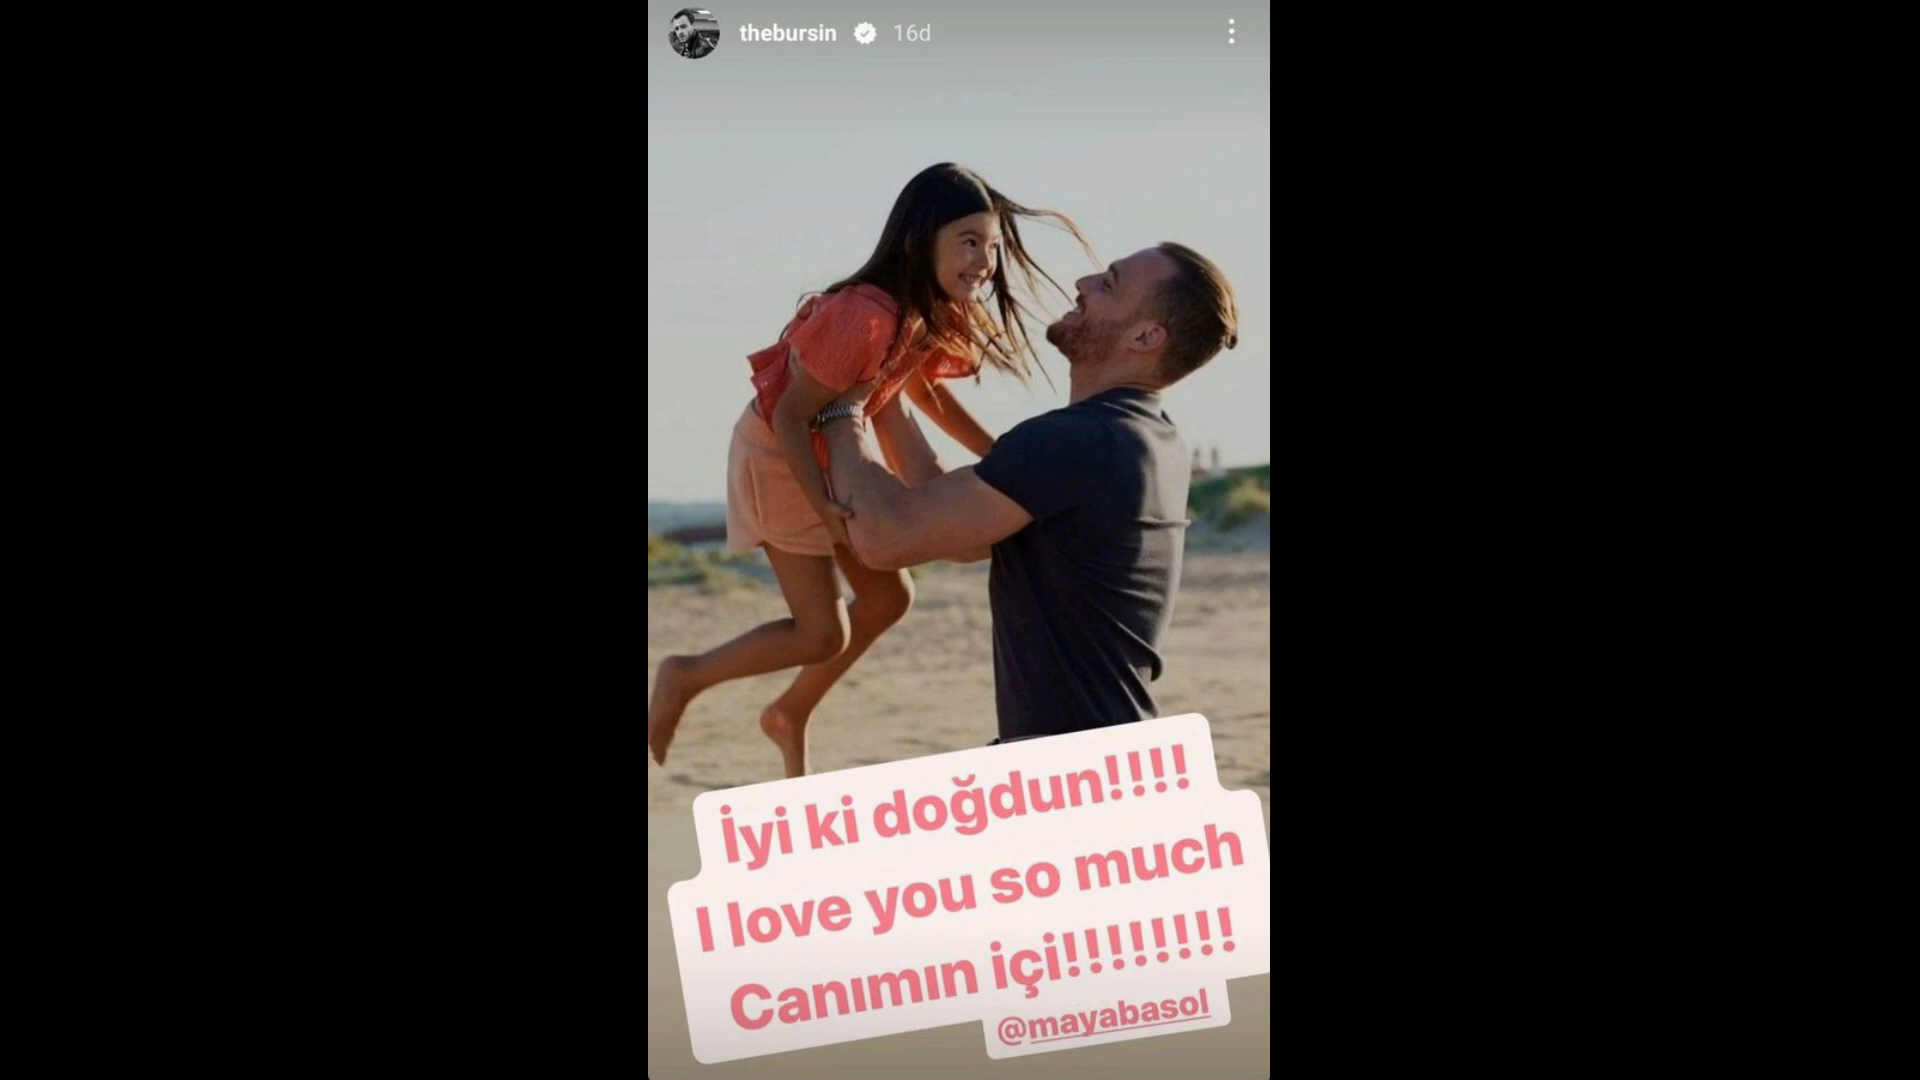 thebursin 16d
İyi ki doğdun!!!!
I love you so much
Canımın içi!!!!!!!!
@mayabasol